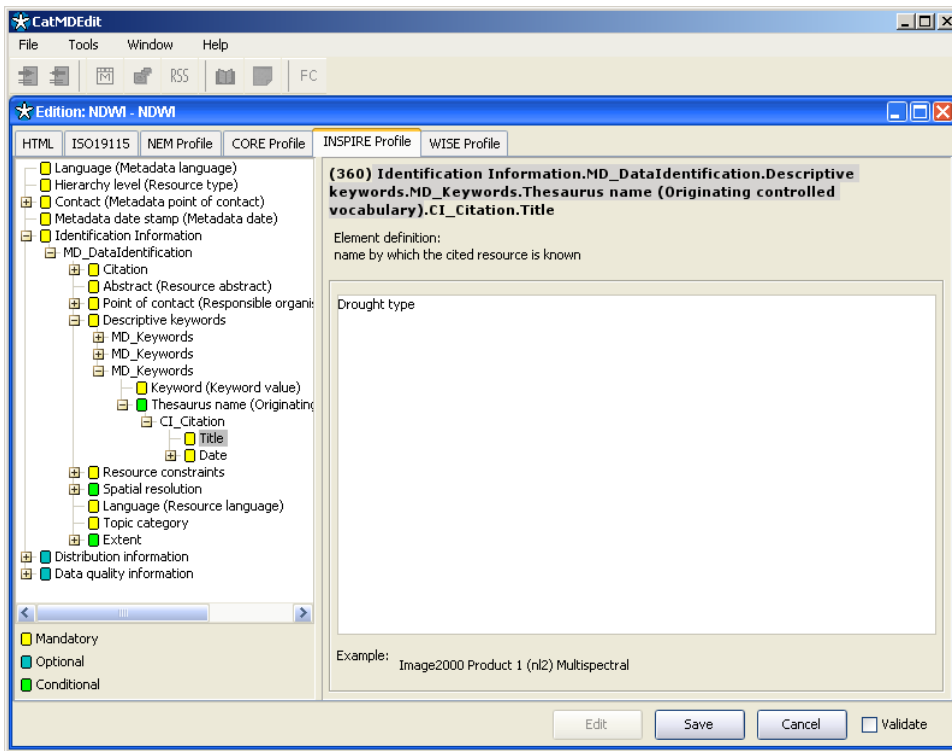 CatMDEdit
File Tools Window Help
RSS FC
Edition: NDWI - NDWI
HTML ISO19115 NEM Profile CORE Profile INSPIRE Profile WISE Profile
Language (Metadata language)
Hierarchy level (Resource type)
Contact (Metadata point of contact)
Metadata date stamp (Metadata date)
Identification Information
MD_DataIdentification
Citation
Abstract (Resource abstract)
Point of contact (Responsible organi
Descriptive keywords
MD_Keywords
MD_Keywords
MD_Keywords
Keyword (Keyword value)
Thesaurus name (Originating
CI_Citation
Title
Date
Resource constraints
Spatial resolution
Language (Resource language)
Topic category
Extent
Distribution information
Data quality information
Mandatory
Optional
Conditional
(360) Identification Information.MD_DataIdentification.Descriptive
keywords.MD_Keywords.Thesaurus name (Originating controlled
vocabulary).CI_Citation.Title
Element definition:
name by which the cited resource is known
Drought type
Example: Image2000 Product 1 (nl2) Multispectral
Edit Save Cancel Validate